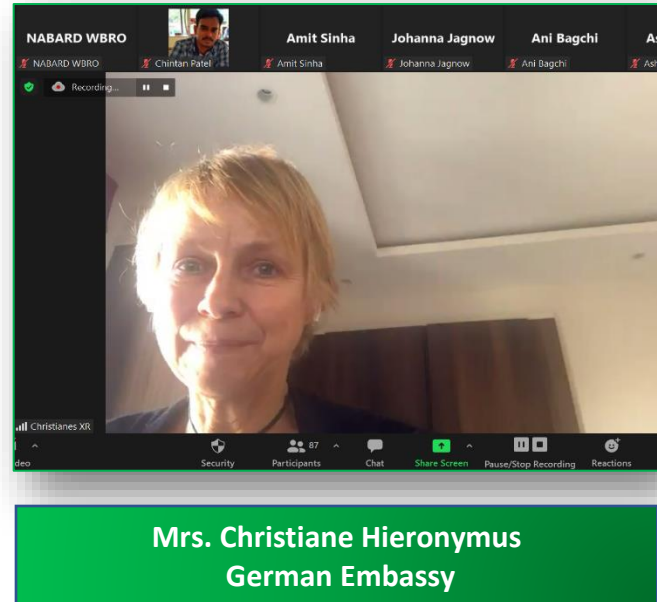 NABARD WBRO
Amit Sinha
Johanna Jagnow
Ani Bagchi
NABARD WBRO
Chintan Patel
Amit Sinha
Johanna Jagnow
Ani Bagchi
Recording...
Christianes XR
87
Security
Participants
Chat
Share Screen
Pause/Stop Recording
Reactions
Mrs. Christiane Hieronymus
German Embassy